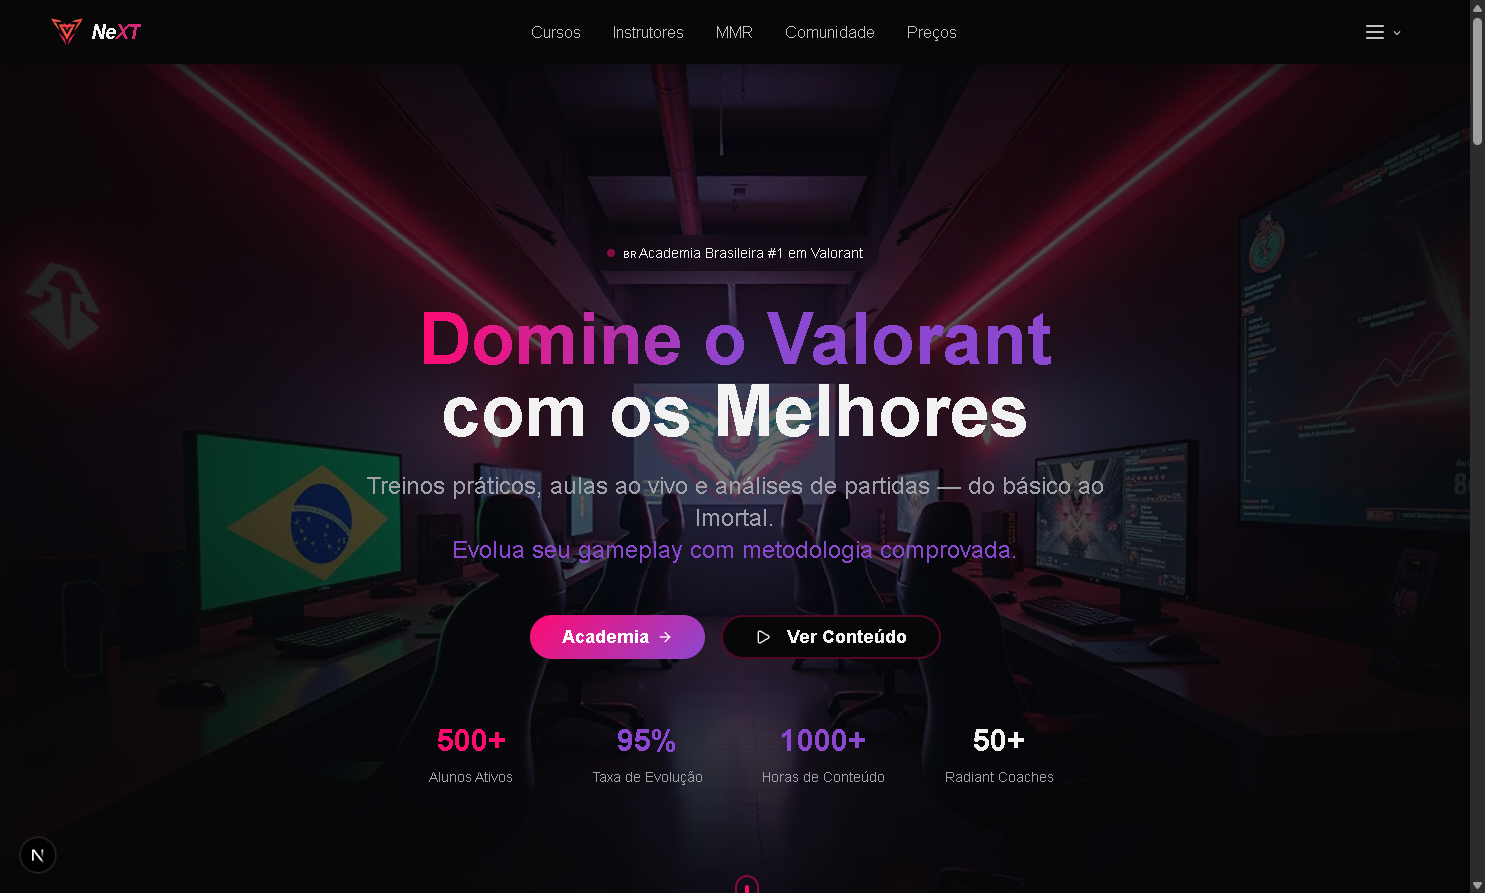 NeXT
Cursos Instrutores MMR Comunidade Preços
BR Academia Brasileira #1 em Valorant
Domine o Valorant
com os Melhores
Treinos práticos, aulas ao vivo e análises de partidas — do básico ao
Imortal.
Evolua seu gameplay com metodologia comprovada.
Academia →
Ver Conteúdo
500+ 95% 1000+ 50+
Alunos Ativos Taxa de Evolução Horas de Conteúdo Radiant Coaches
N